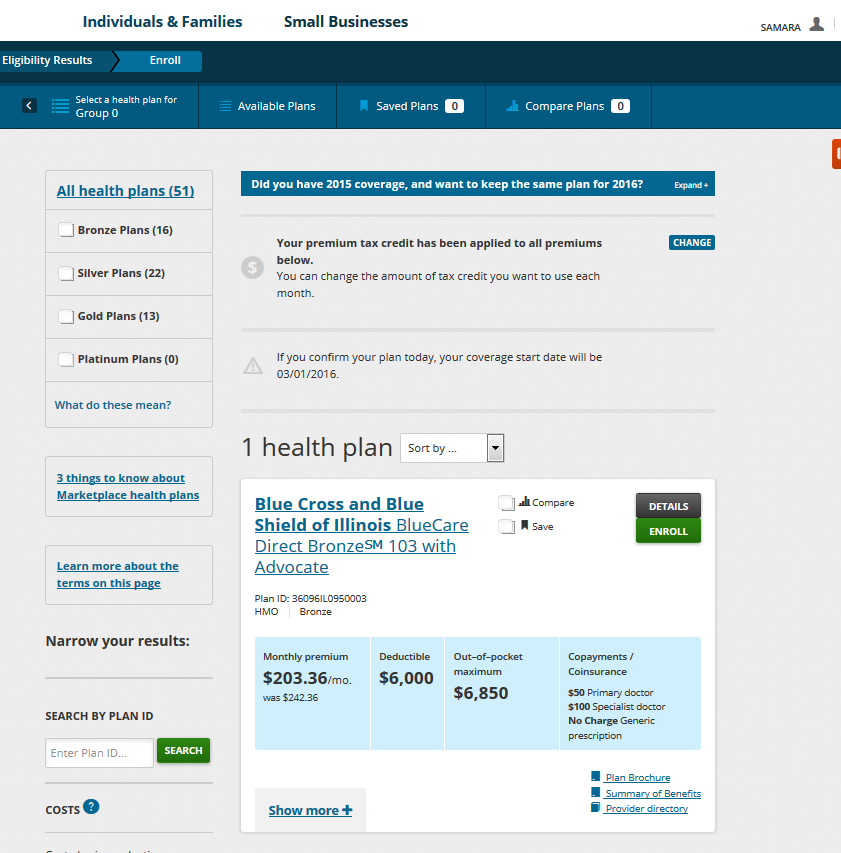 Individuals & Families
Small Businesses
SAMARA
Eligibility Results
Enroll
Select a health plan for
Group 0
Available Plans
Saved Plans 0
Compare Plans 0
All health plans (51)
Bronze Plans (16)
Silver Plans (22)
Gold Plans (13)
Platinum Plans (0)
What do these mean?
3 things to know about
Marketplace health plans
Learn more about the
terms on this page
Narrow your results:
SEARCH BY PLAN ID
Enter Plan ID...
SEARCH
COSTS ?
Did you have 2015 coverage, and want to keep the same plan for 2016?
Expand +
$
Your premium tax credit has been applied to all premiums
below.
You can change the amount of tax credit you want to use each
month.
CHANGE
If you confirm your plan today, your coverage start date will be
03/01/2016.
1 health plan
Sort by ...
Blue Cross and Blue
Shield of Illinois BlueCare
Direct Bronze℠ 103 with
Advocate
Compare
Save
DETAILS
ENROLL
Plan ID: 36096IL0950003
HMO
Bronze
Monthly premium
$203.36/mo.
was $242.36
Deductible
$6,000
Out-of-pocket
maximum
$6,850
Copayments /
Coinsurance
$50 Primary doctor
$100 Specialist doctor
No Charge Generic
prescription
Plan Brochure
Summary of Benefits
Provider directory
Show more +